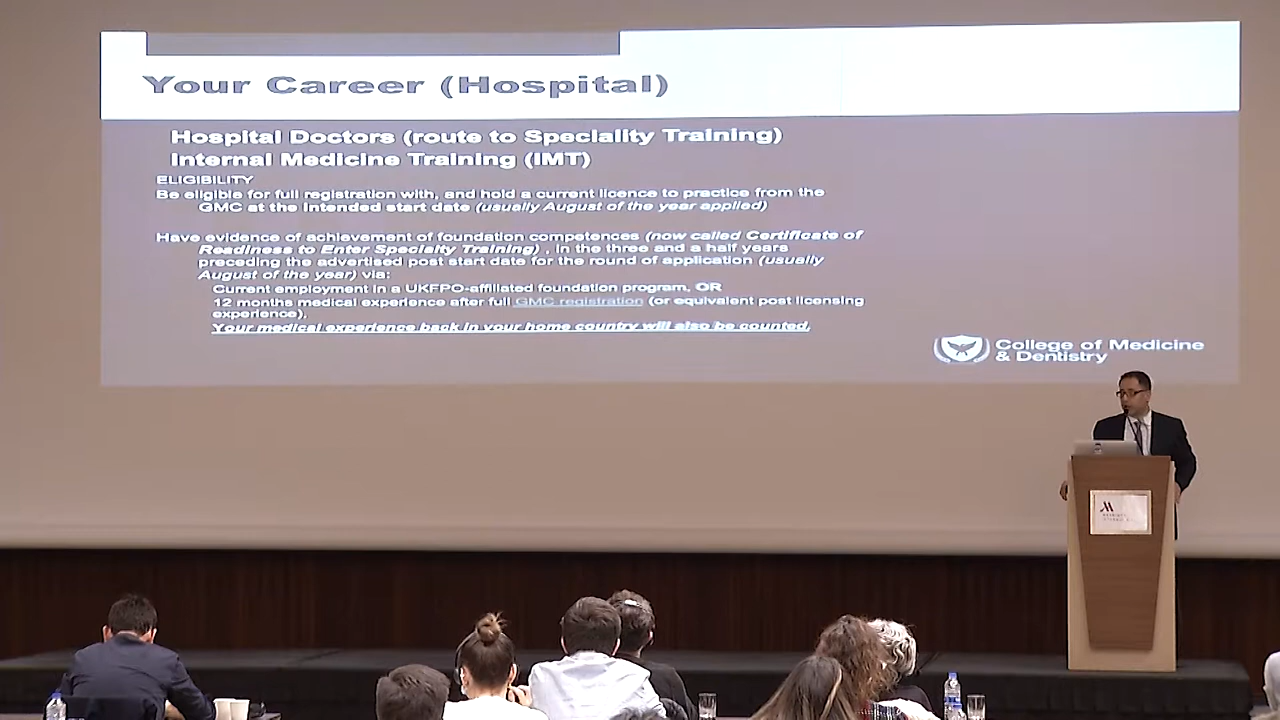 Your Career (Hospital)
Hospital Doctors (route to Speciality Training)
Internal Medicine Training (IMT)
ELIGIBILITY
Be eligible for full registration with, and hold a current licence to practice from the
GMC at the intended start date (usually August of the year applied)
Have evidence of achievement of foundation competences (now called Certificate of
Readiness to Enter Specialty Training) , in the three and a half years
preceding the advertised post start date for the round of application (usually
August of the year) via:
Current employment in a UKFPO-affiliated foundation program, OR
12 months medical experience after full GMC registration (or equivalent post licensing
experience),
Your medical experience back in your home country will also be counted.
College of Medicine
& Dentistry